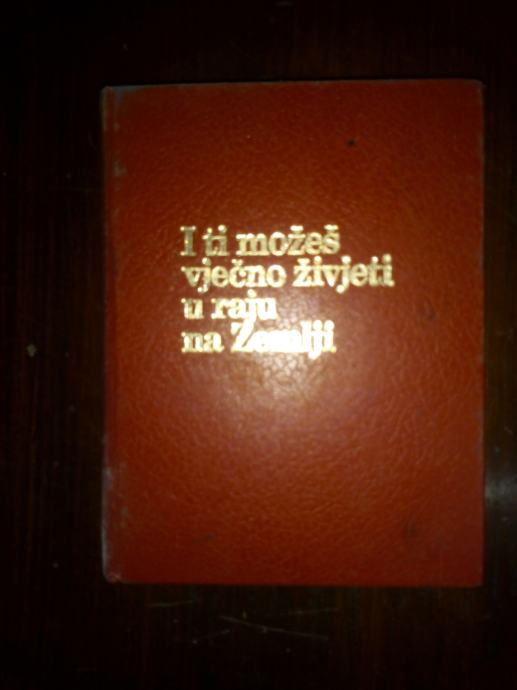 I ti možeš
vječno živjeti
u raju
na Zemlji